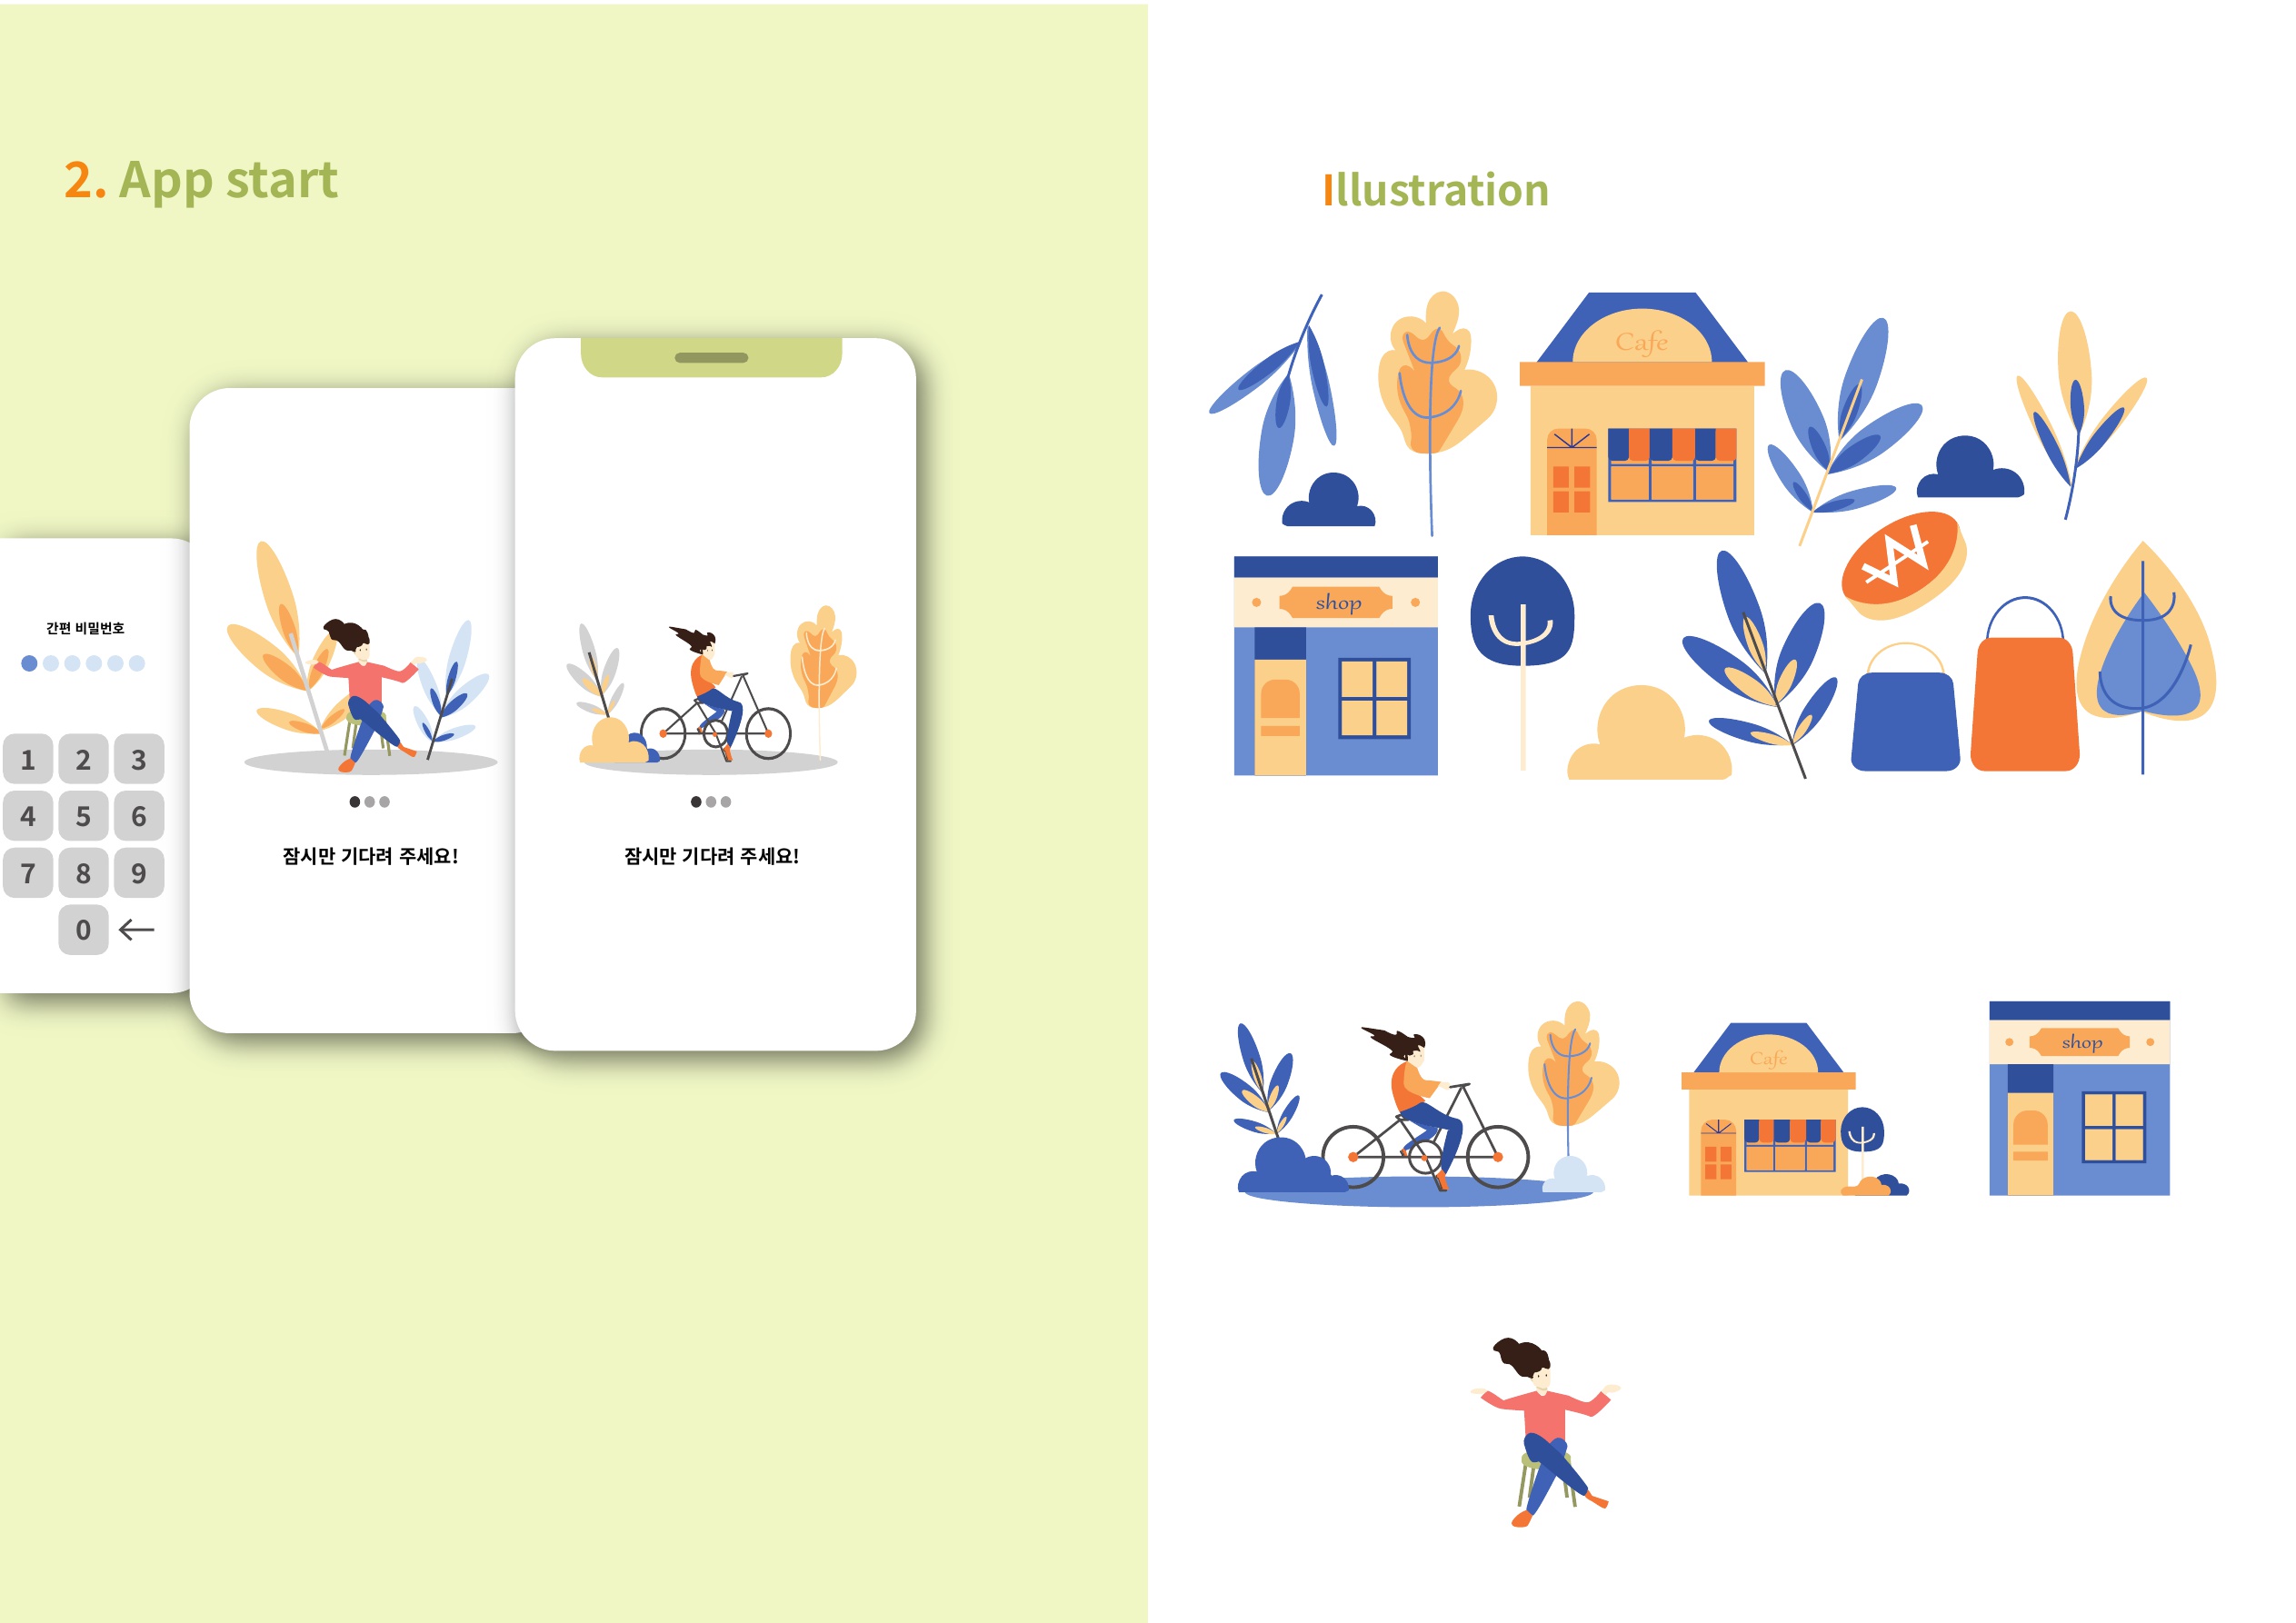 2. App start
간편 비밀번호
1 2 3
4 5 6
7 8 9
0 ←
잠시만 기다려 주세요!
잠시만 기다려 주세요!
Illustration
Cafe
₩
shop
Cafe
shop